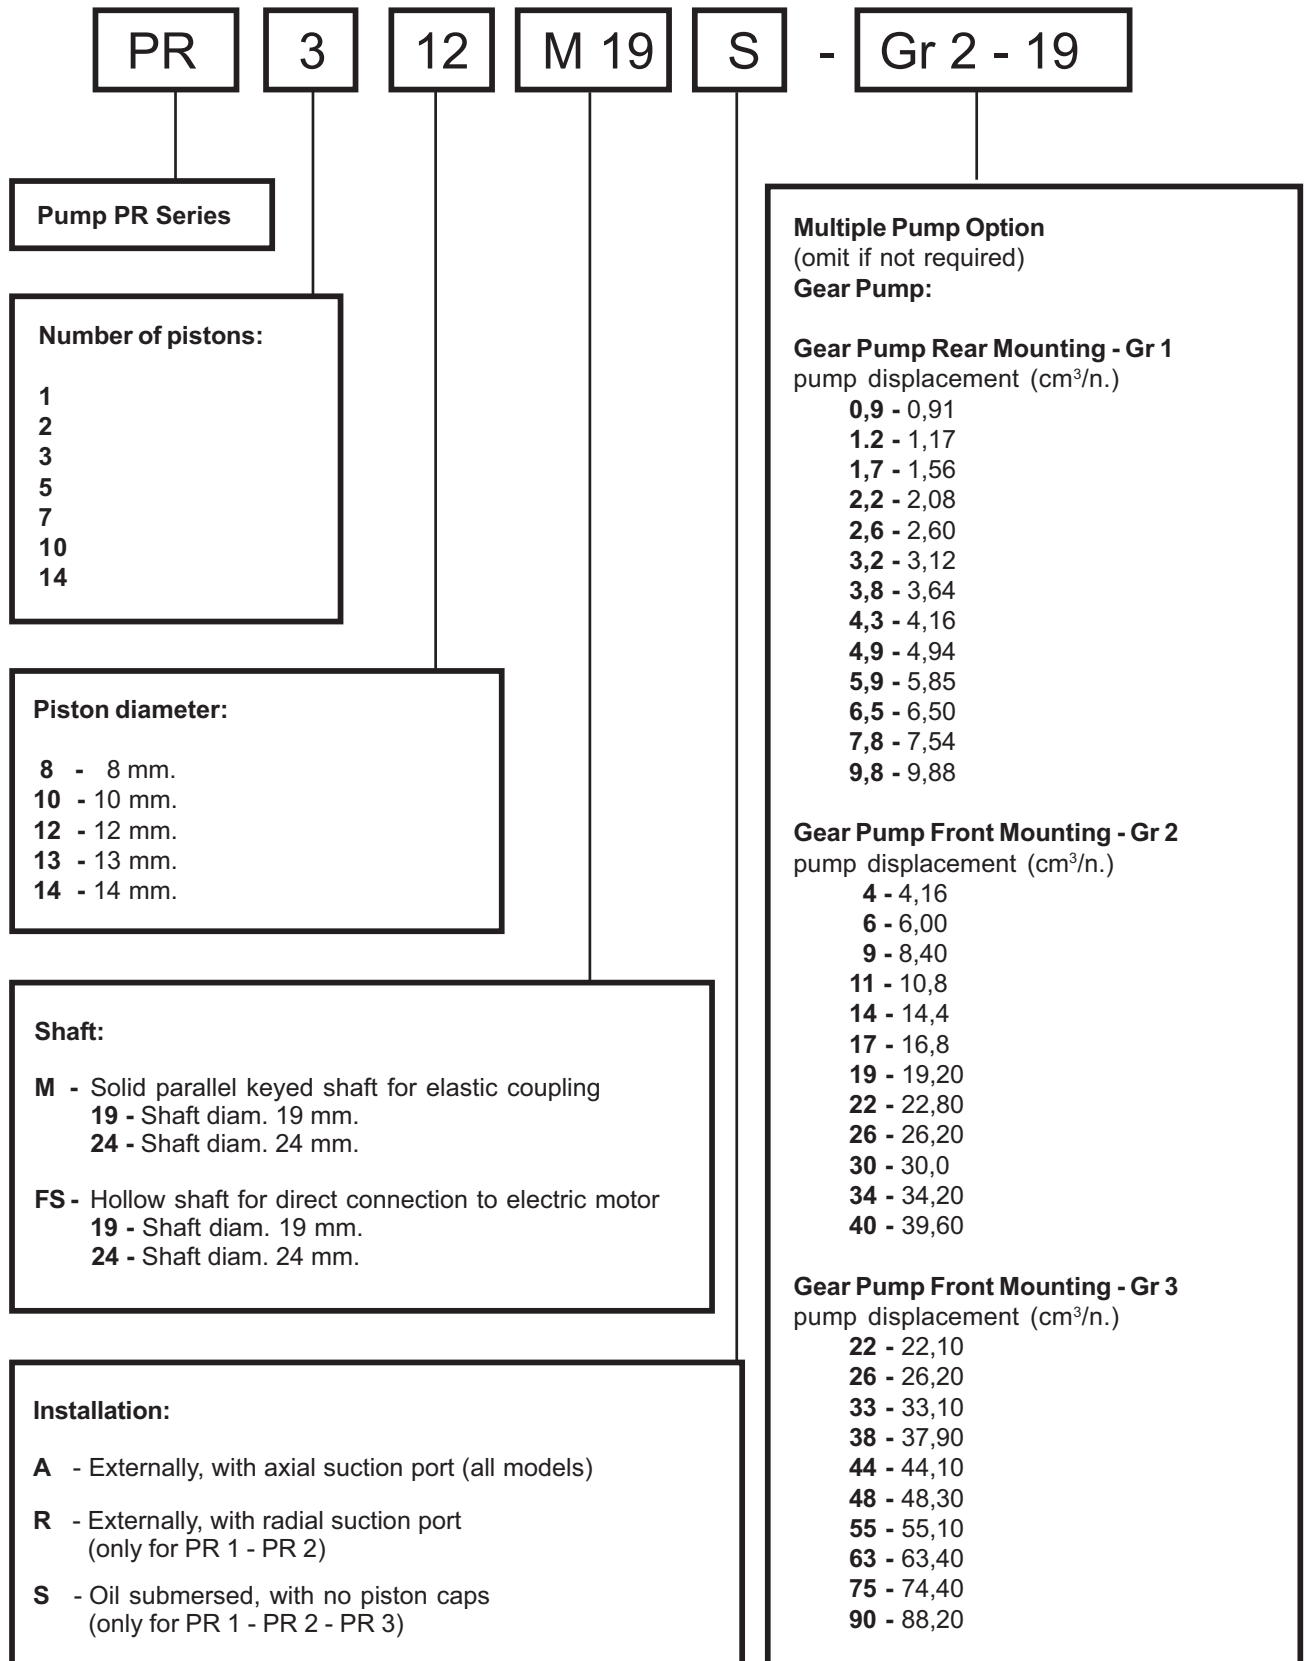 PR 3 12 M 19 S - Gr 2 - 19
Pump PR Series
Number of pistons:
1
2
3
5
7
10
14
Piston diameter:
8 - 8 mm.
10 - 10 mm.
12 - 12 mm.
13 - 13 mm.
14 - 14 mm.
Shaft:
M - Solid parallel keyed shaft for elastic coupling
19 - Shaft diam. 19 mm.
24 - Shaft diam. 24 mm.
FS - Hollow shaft for direct connection to electric motor
19 - Shaft diam. 19 mm.
24 - Shaft diam. 24 mm.
Installation:
A - Externally, with axial suction port (all models)
R - Externally, with radial suction port
(only for PR 1 - PR 2)
S - Oil submersed, with no piston caps
(only for PR 1 - PR 2 - PR 3)
Multiple Pump Option
(omit if not required)
Gear Pump:
Gear Pump Rear Mounting - Gr 1
pump displacement (cm³/n.)
0,9 - 0,91
1.2 - 1,17
1,7 - 1,56
2,2 - 2,08
2,6 - 2,60
3,2 - 3,12
3,8 - 3,64
4,3 - 4,16
4,9 - 4,94
5,9 - 5,85
6,5 - 6,50
7,8 - 7,54
9,8 - 9,88
Gear Pump Front Mounting - Gr 2
pump displacement (cm³/n.)
4 - 4,16
6 - 6,00
9 - 8,40
11 - 10,8
14 - 14,4
17 - 16,8
19 - 19,20
22 - 22,80
26 - 26,20
30 - 30,0
34 - 34,20
40 - 39,60
Gear Pump Front Mounting - Gr 3
pump displacement (cm³/n.)
22 - 22,10
26 - 26,20
33 - 33,10
38 - 37,90
44 - 44,10
48 - 48,30
55 - 55,10
63 - 63,40
75 - 74,40
90 - 88,20